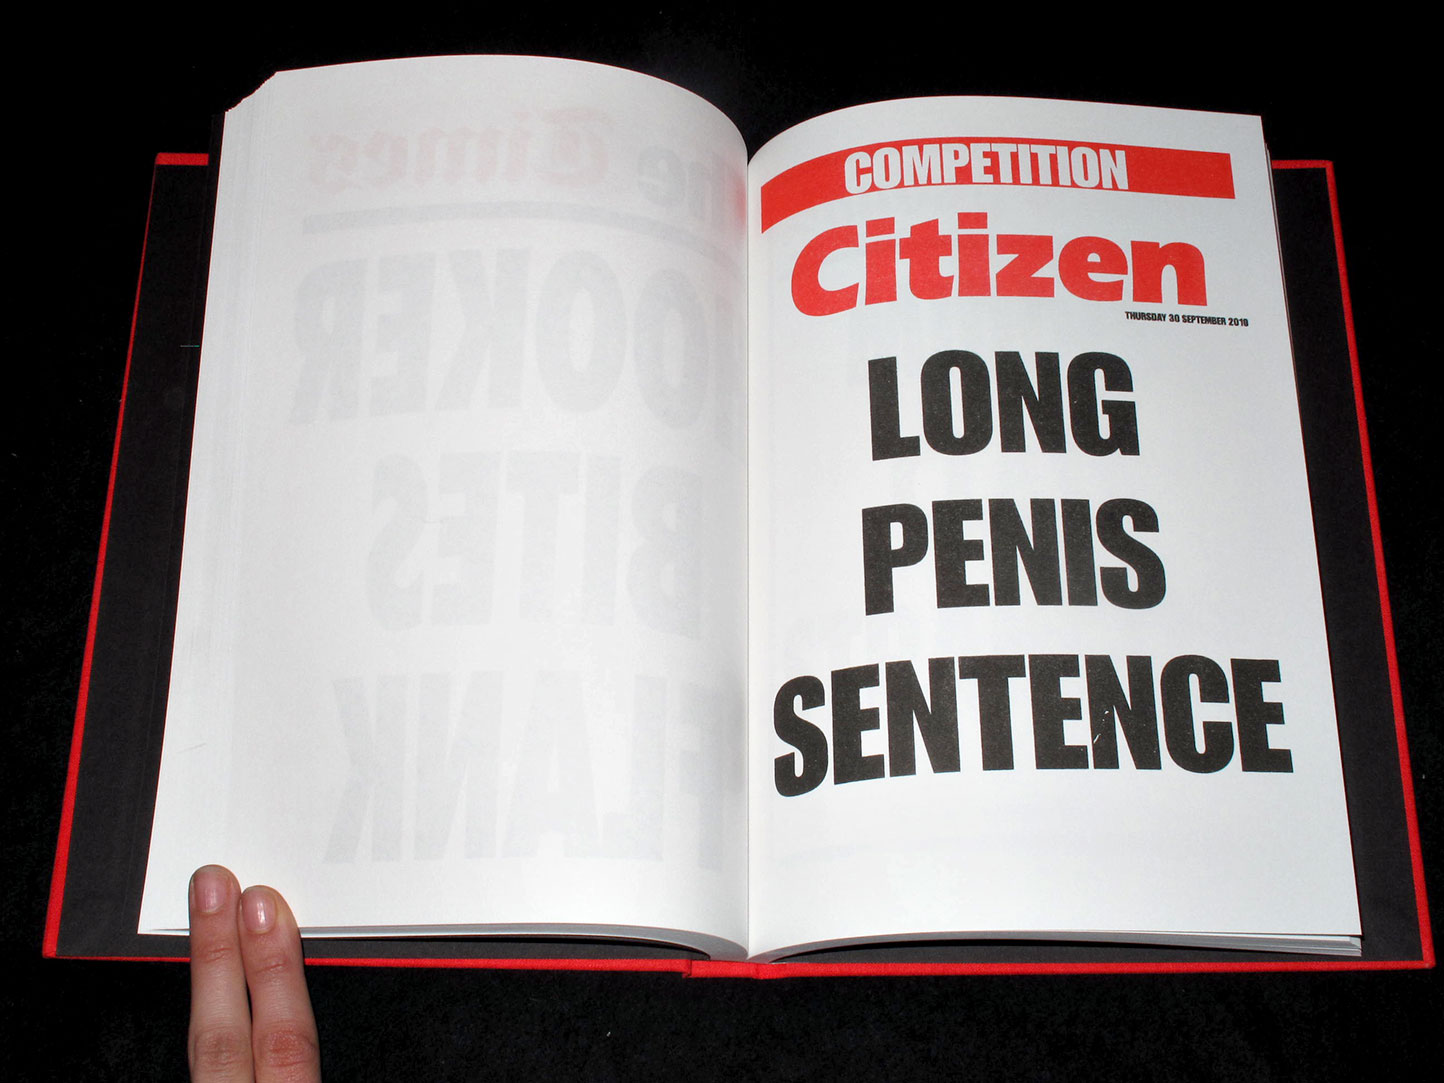 COMPETITION
Citizen
THURSDAY 30 SEPTEMBER 2010
LONG
PENIS
SENTENCE